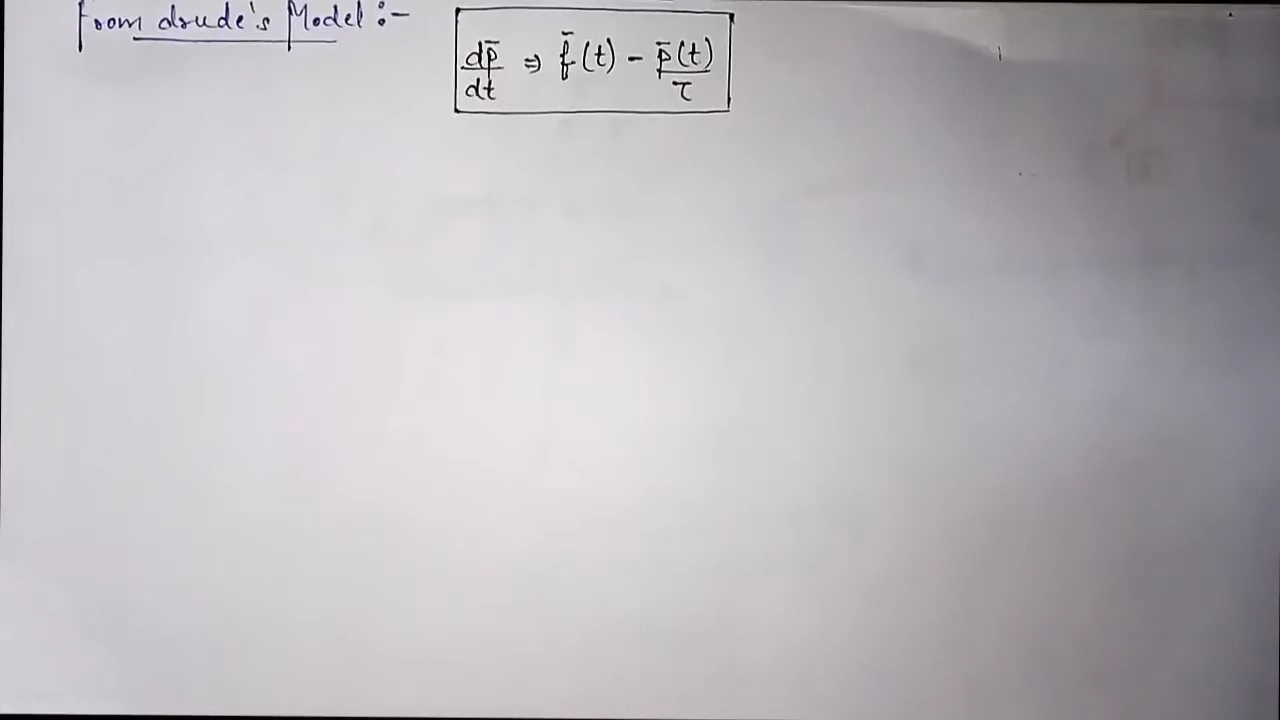 From drude's Model :-
dp̄/dt ⇒ f̄(t) - p̄(t)/τ